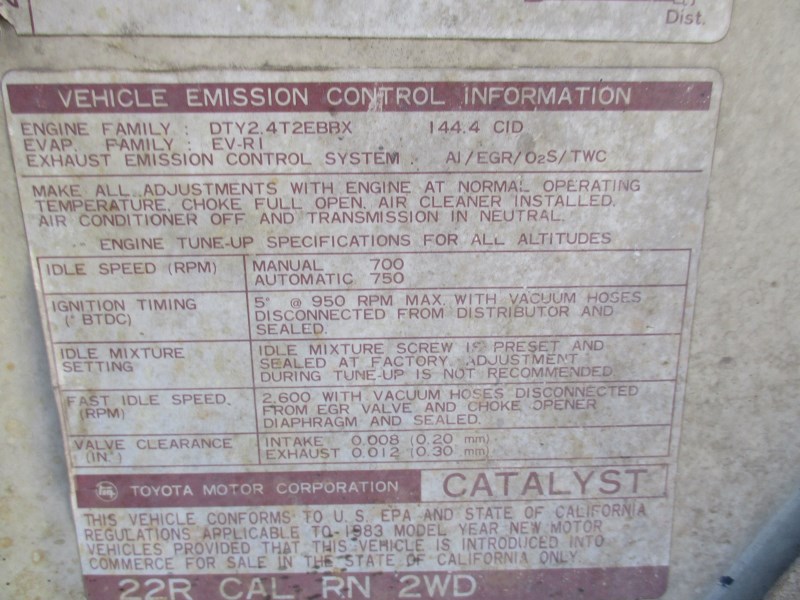 Dist.
VEHICLE EMISSION CONTROL INFORMATION
ENGINE FAMILY : DTY2.4T2EBBX 144.4 CID
EVAP. FAMILY : EV-R1
EXHAUST EMISSION CONTROL SYSTEM : AI/EGR/O2S/TWC
MAKE ALL ADJUSTMENTS WITH ENGINE AT NORMAL OPERATING
TEMPERATURE, CHOKE FULL OPEN, AIR CLEANER INSTALLED,
AIR CONDITIONER OFF AND TRANSMISSION IN NEUTRAL.
ENGINE TUNE-UP SPECIFICATIONS FOR ALL ALTITUDES
IDLE SPEED (RPM) MANUAL 700
AUTOMATIC 750
IGNITION TIMING 5° @ 950 RPM MAX. WITH VACUUM HOSES
(° BTDC) DISCONNECTED FROM DISTRIBUTOR AND
SEALED.
IDLE MIXTURE IDLE MIXTURE SCREW IS PRESET AND
SETTING SEALED AT FACTORY. ADJUSTMENT
DURING TUNE-UP IS NOT RECOMMENDED
FAST IDLE SPEED. 2,600 WITH VACUUM HOSES DISCONNECTED
(RPM) FROM EGR VALVE AND CHOKE OPENER
DIAPHRAGM AND SEALED.
VALVE CLEARANCE INTAKE 0.008 (0.20 mm)
(IN.) EXHAUST 0.012 (0.30 mm)
TOYOTA MOTOR CORPORATION CATALYST
THIS VEHICLE CONFORMS TO U.S. EPA AND STATE OF CALIFORNIA
REGULATIONS APPLICABLE TO 1983 MODEL YEAR NEW MOTOR
VEHICLES PROVIDED THAT THIS VEHICLE IS INTRODUCED INTO
COMMERCE FOR SALE IN THE STATE OF CALIFORNIA ONLY.
22R CAL RN 2WD